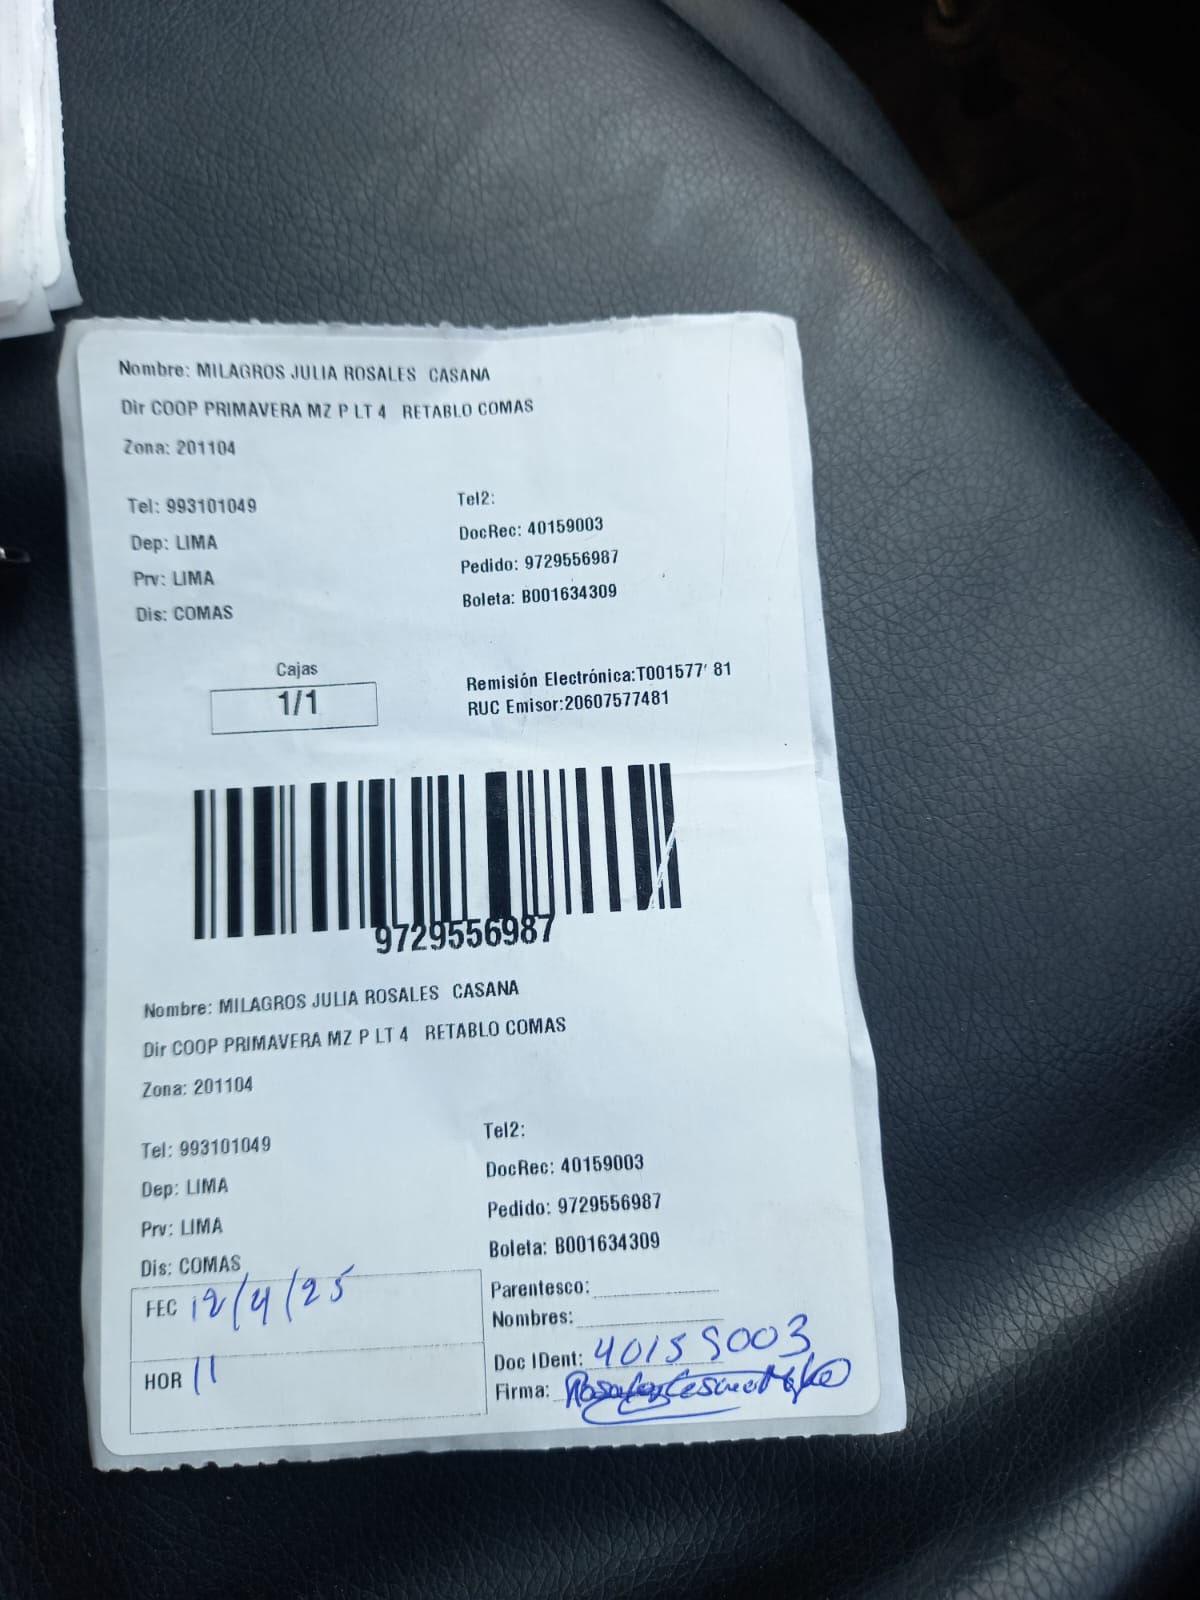 Nombre: MILAGROS JULIA ROSALES CASANA
Dir COOP PRIMAVERA MZ P LT 4 RETABLO COMAS
Zona: 201104
Tel: 993101049
Tel2:
Dep: LIMA
DocRec: 40159003
Prv: LIMA
Pedido: 9729556987
Dis: COMAS
Boleta: B001634309
Cajas
1/1
Remisión Electrónica:
RUC Emisor:20607577481
9729556987
Nombre: MILAGROS JULIA ROSALES CASANA
Dir COOP PRIMAVERA MZ P LT 4 RETABLO COMAS
Zona: 201104
Tel: 993101049
Tel2:
Dep: LIMA
DocRec: 40159003
Prv: LIMA
Pedido: 9729556987
Dis: COMAS
Boleta: B001634309
FEC 12/4/25
Parentesco:
Nombres:
HOR 11
Doc IDent: 40159003
Firma: